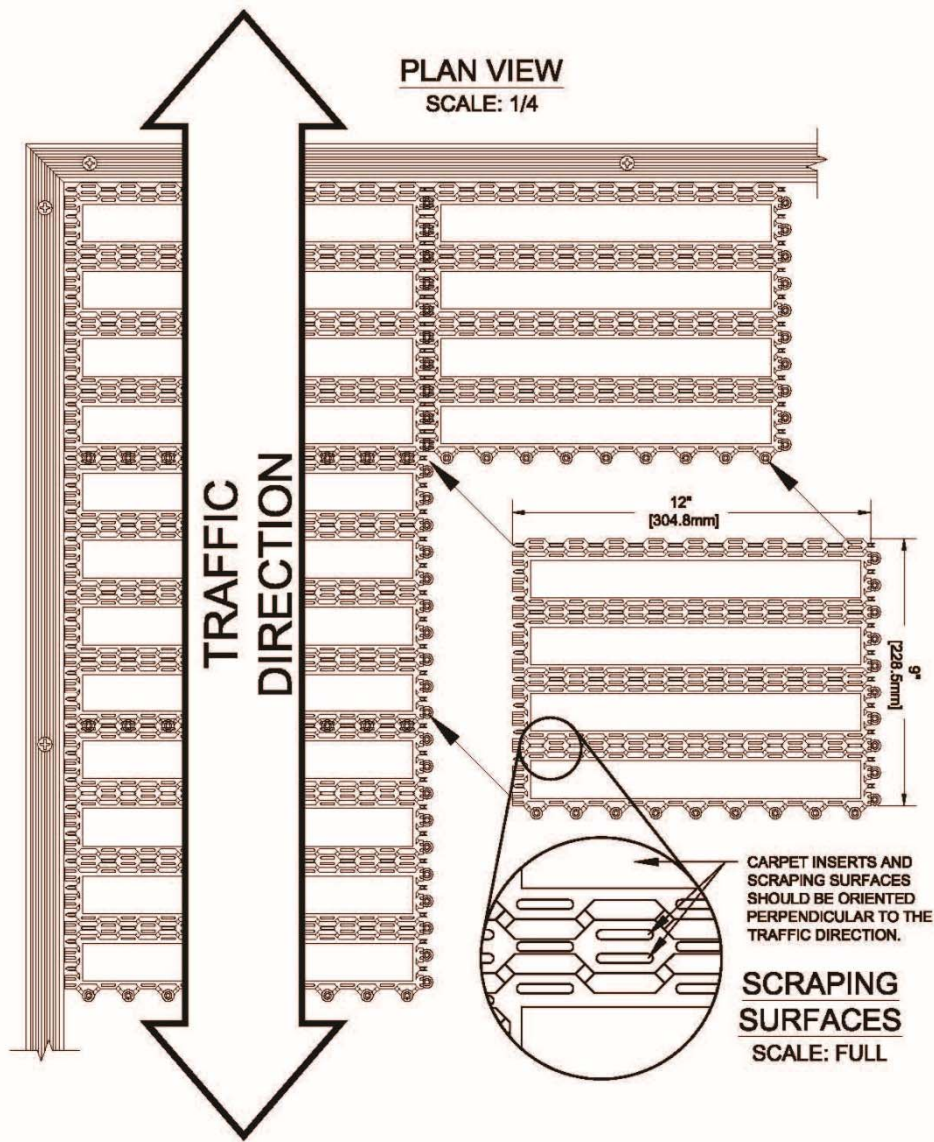 PLAN VIEW
SCALE: 1/4
TRAFFIC
DIRECTION
12"
[304.8mm]
9"
[228.5mm]
CARPET INSERTS AND
SCRAPING SURFACES
SHOULD BE ORIENTED
PERPENDICULAR TO THE
TRAFFIC DIRECTION.
SCRAPING
SURFACES
SCALE: FULL